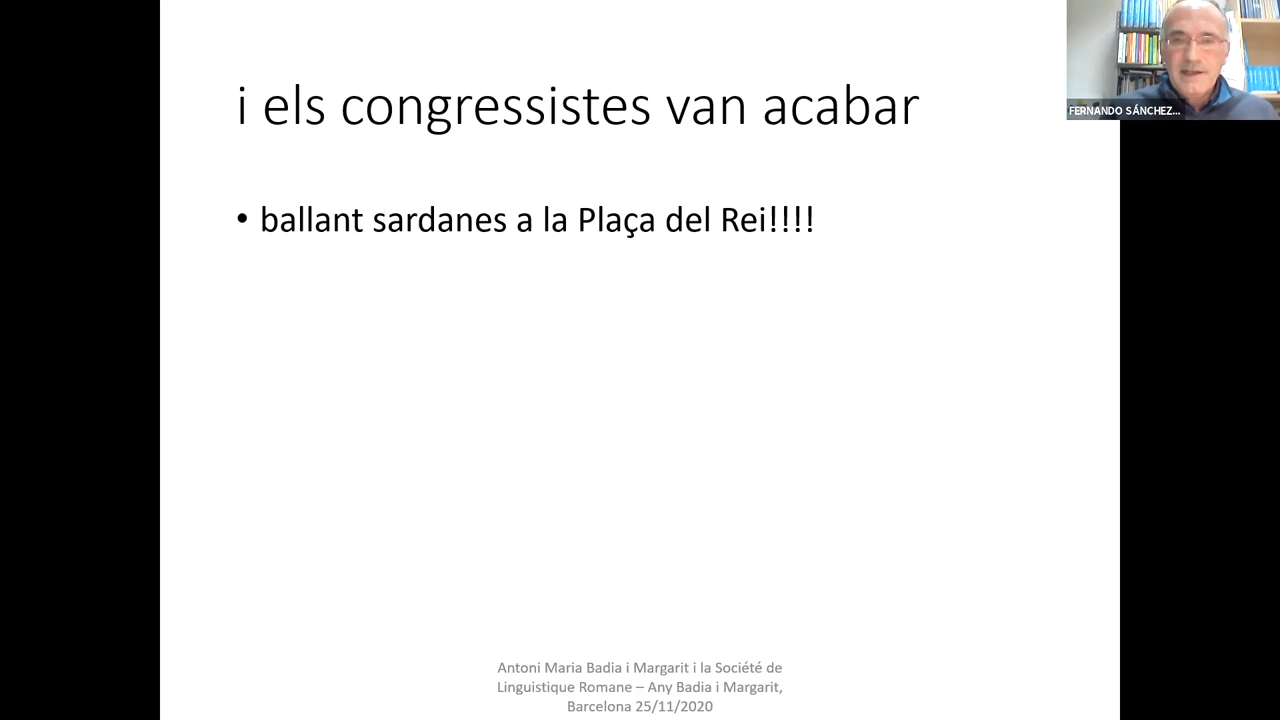 FERNANDO SÁNCHEZ...
i els congressistes van acabar
• ballant sardanes a la Plaça del Rei!!!!
Antoni Maria Badia i Margarit i la Société de
Linguistique Romane – Any Badia i Margarit,
Barcelona 25/11/2020